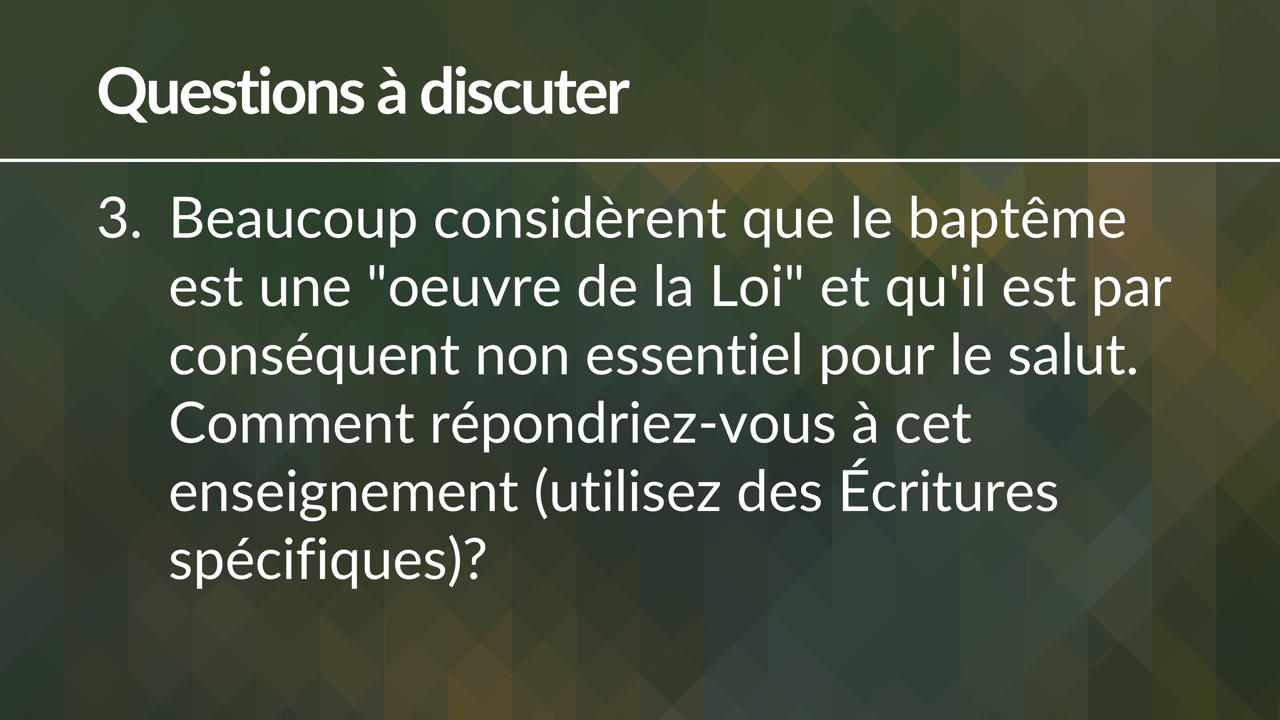 Questions à discuter
3. Beaucoup considèrent que le baptême
est une "oeuvre de la Loi" et qu'il est par
conséquent non essentiel pour le salut.
Comment répondriez-vous à cet
enseignement (utilisez des Écritures
spécifiques)?